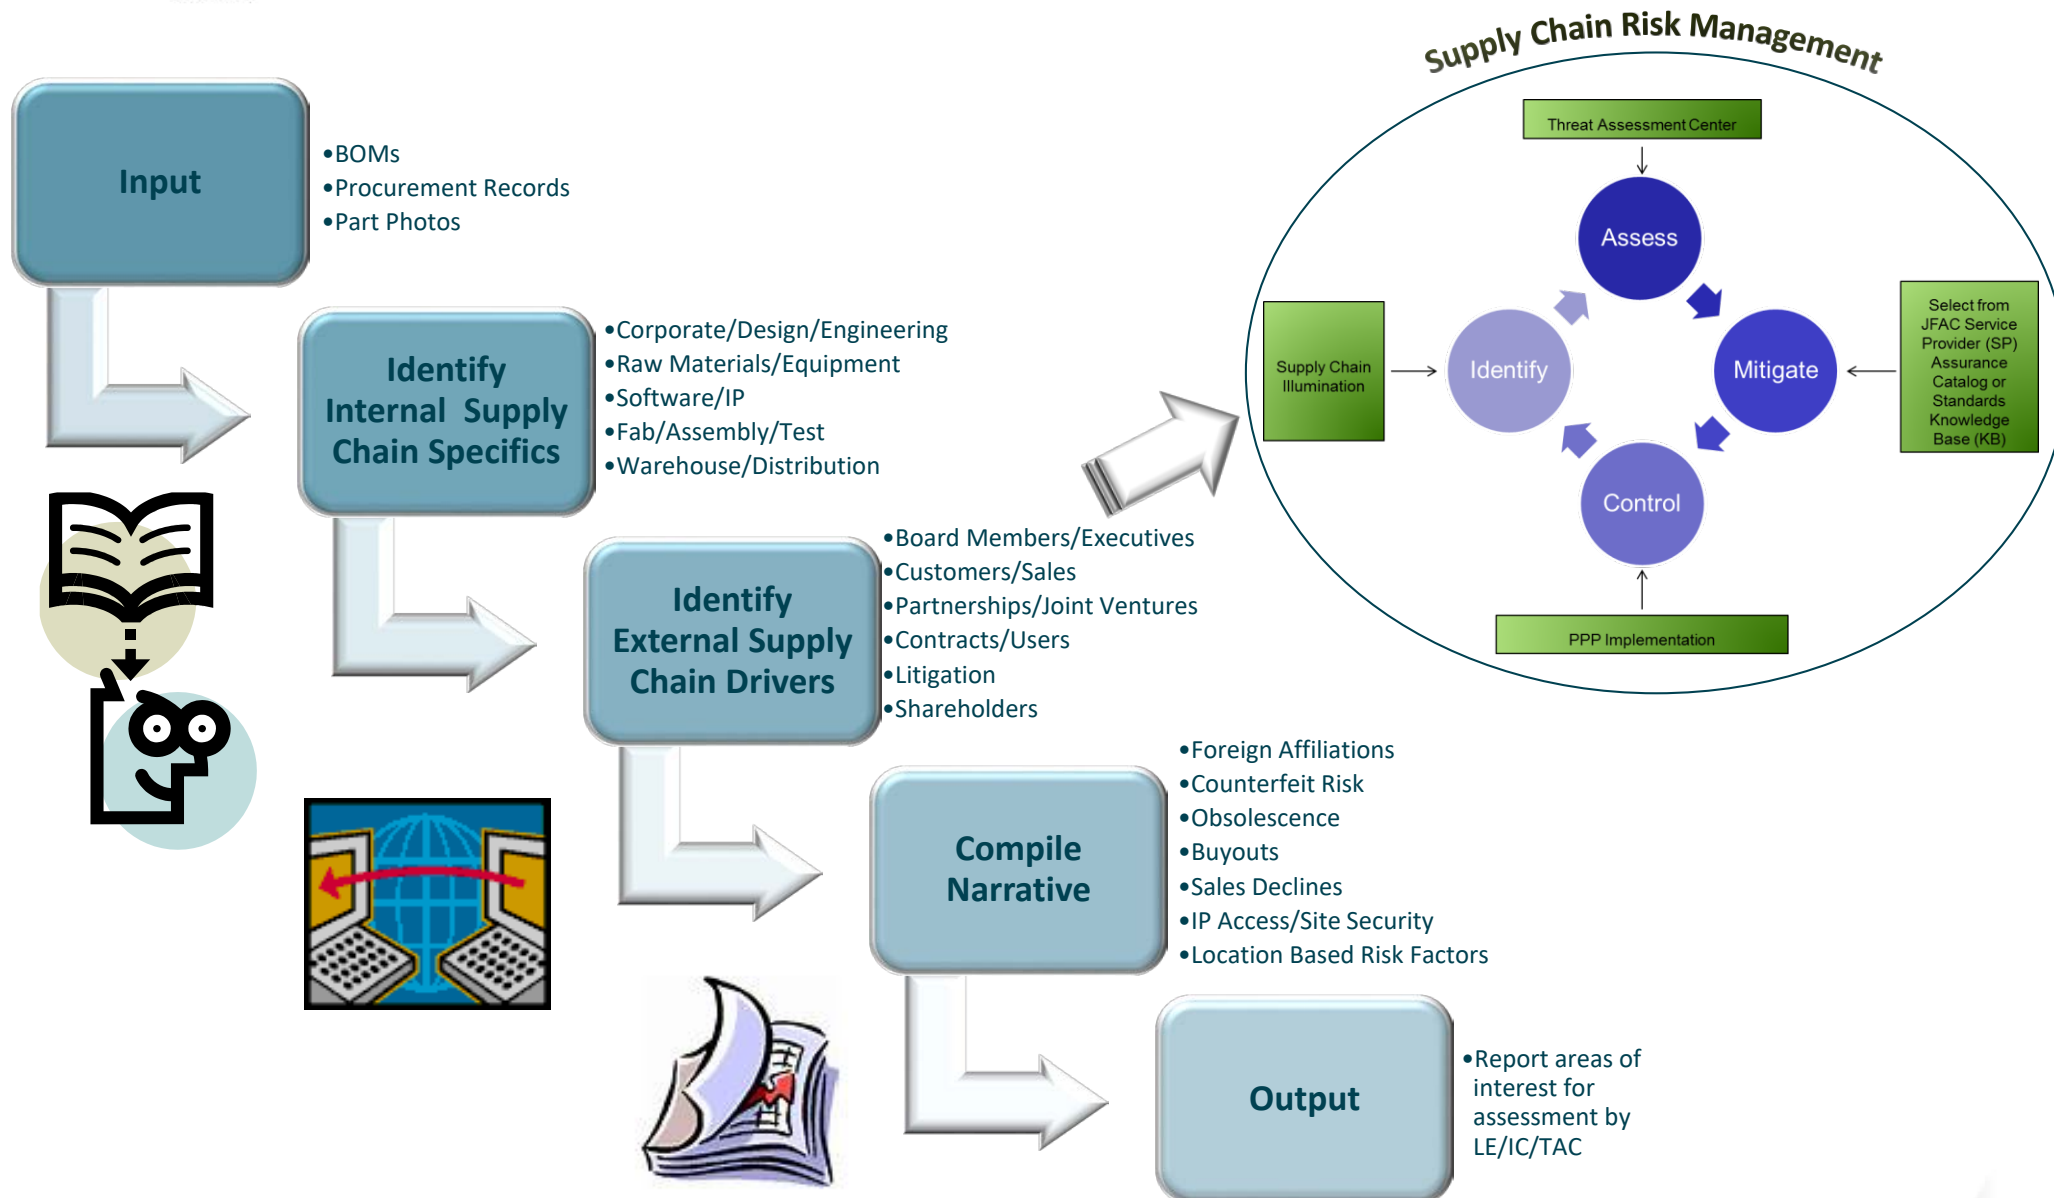 Supply Chain Risk Management
Input
•BOMs
•Procurement Records
•Part Photos
Identify
Internal Supply
Chain Specifics
•Corporate/Design/Engineering
•Raw Materials/Equipment
•Software/IP
•Fab/Assembly/Test
•Warehouse/Distribution
Identify
External Supply
Chain Drivers
•Board Members/Executives
•Customers/Sales
•Partnerships/Joint Ventures
•Contracts/Users
•Litigation
•Shareholders
Compile
Narrative
•Foreign Affiliations
•Counterfeit Risk
•Obsolescence
•Buyouts
•Sales Declines
•IP Access/Site Security
•Location Based Risk Factors
Output
•Report areas of
interest for
assessment by
LE/IC/TAC
Threat Assessment Center
Assess
Supply Chain
Illumination
Identify
Mitigate
Select from
JFAC Service
Provider (SP)
Assurance
Catalog or
Standards
Knowledge
Base (KB)
Control
PPP Implementation